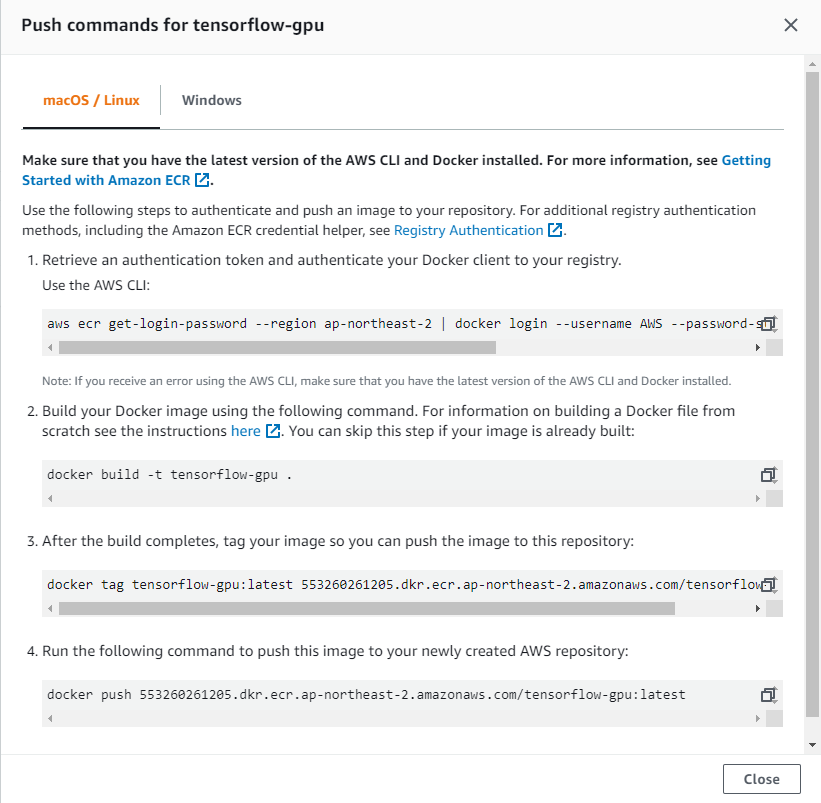 Push commands for tensorflow-gpu
macOS / Linux
Windows
Make sure that you have the latest version of the AWS CLI and Docker installed. For more information, see Getting
Started with Amazon ECR.
Use the following steps to authenticate and push an image to your repository. For additional registry authentication
methods, including the Amazon ECR credential helper, see Registry Authentication.
1. Retrieve an authentication token and authenticate your Docker client to your registry.
Use the AWS CLI:
aws ecr get-login-password --region ap-northeast-2 | docker login --username AWS --password-
Note: If you receive an error using the AWS CLI, make sure that you have the latest version of the AWS CLI and Docker installed.
2. Build your Docker image using the following command. For information on building a Docker file from
scratch see the instructions here. You can skip this step if your image is already built:
docker build -t tensorflow-gpu .
3. After the build completes, tag your image so you can push the image to this repository:
docker tag tensorflow-gpu:latest 553260261205.dkr.ecr.ap-northeast-2.amazonaws.com/tensorflow
4. Run the following command to push this image to your newly created AWS repository:
docker push 553260261205.dkr.ecr.ap-northeast-2.amazonaws.com/tensorflow-gpu:latest
Close